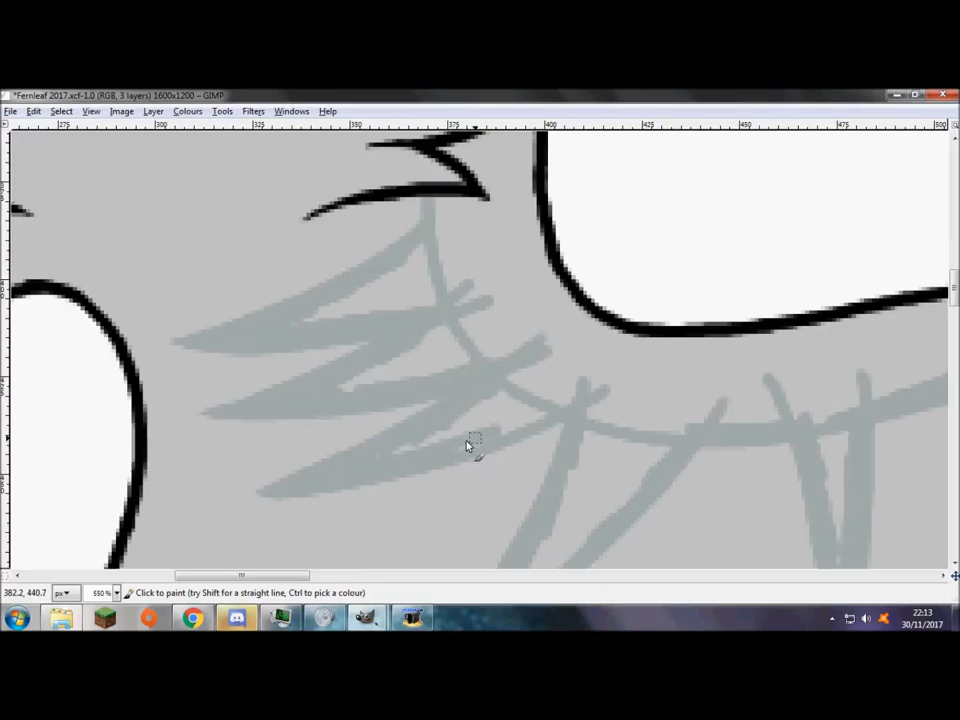 *Fernleaf 2017.xcf-1.0 (RGB, 3 layers) 1600x1200 – GIMP
File Edit Select View Image Layer Colours Tools Filters Windows Help
275 300 325 350 375 400 425 450 475 500
382.2, 440.7 px 550 % Click to paint (try Shift for a straight line, Ctrl to pick a colour)
22:13
30/11/2017